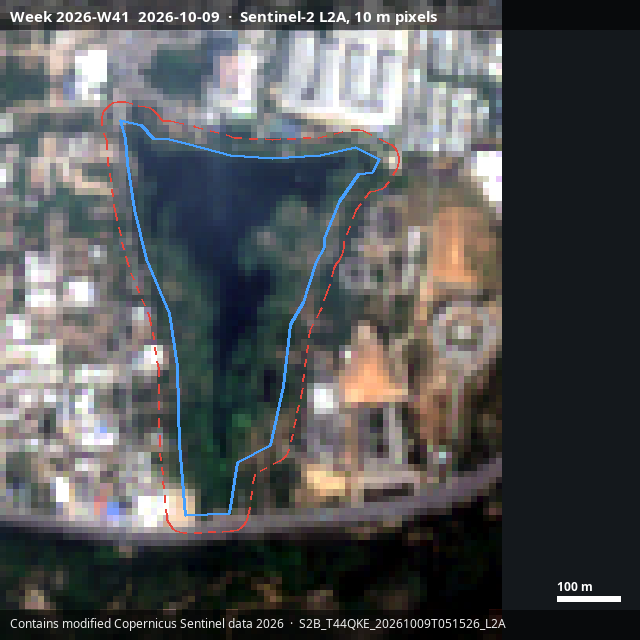 Week 2026-W41  2026-10-09  ·  Sentinel-2 L2A, 10 m pixels
100 m
Contains modified Copernicus Sentinel data 2026  ·  S2B_T44QKE_20261009T051526_L2A